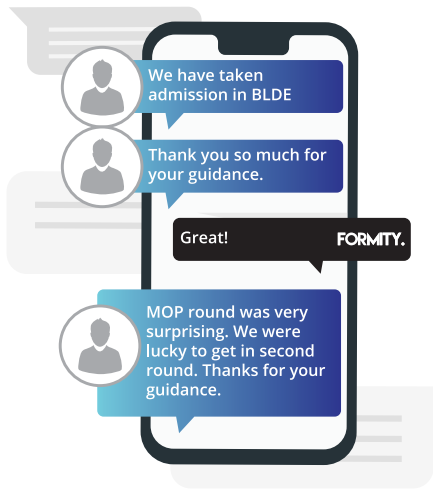 We have taken
admission in BLDE
Thank you so much for
your guidance.
Great!
FORMITY.
MOP round was very
surprising. We were
lucky to get in second
round. Thanks for your
guidance.